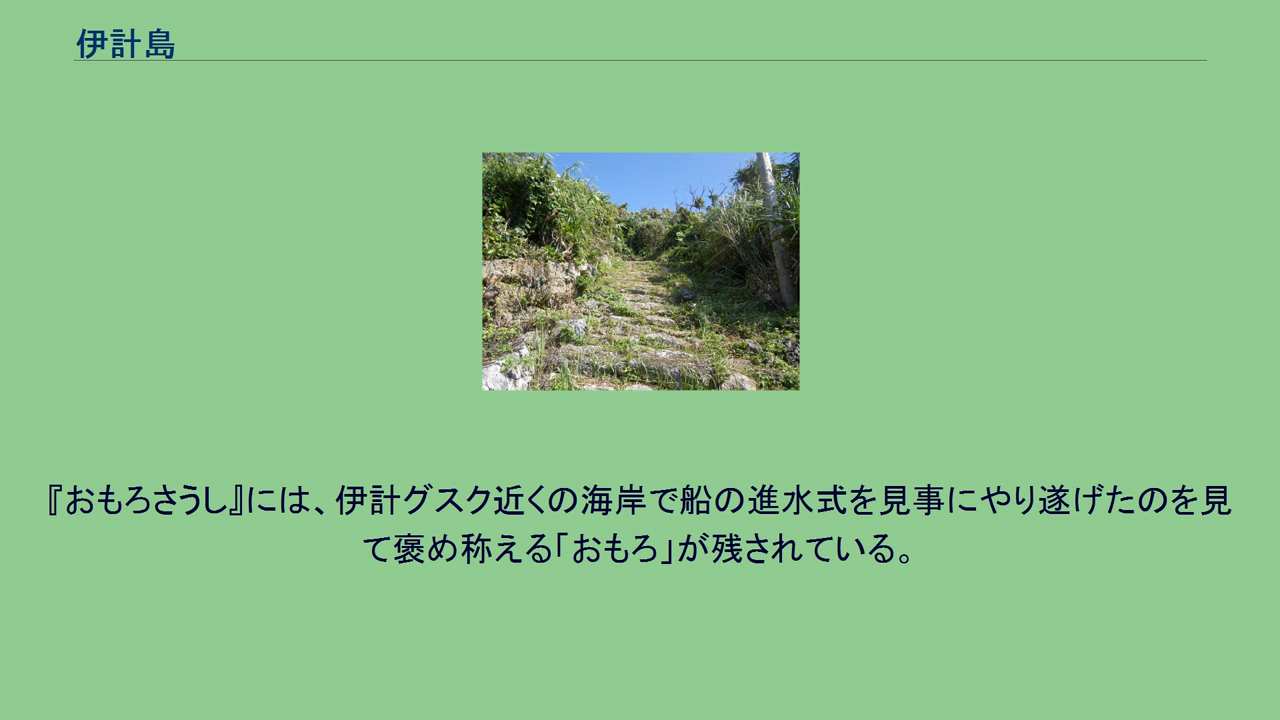 伊計島
『おもろさうし』には、伊計グスク近くの海岸で船の進水式を見事にやり遂げたのを見
て褒め称える｢おもろ｣が残されている。